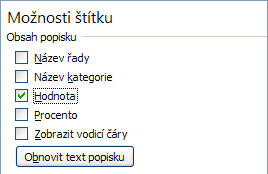 Možnosti štítku
Obsah popisku
Název řady
Název kategorie
Hodnota
Procento
Zobrazit vodicí čáry
Obnovit text popisku